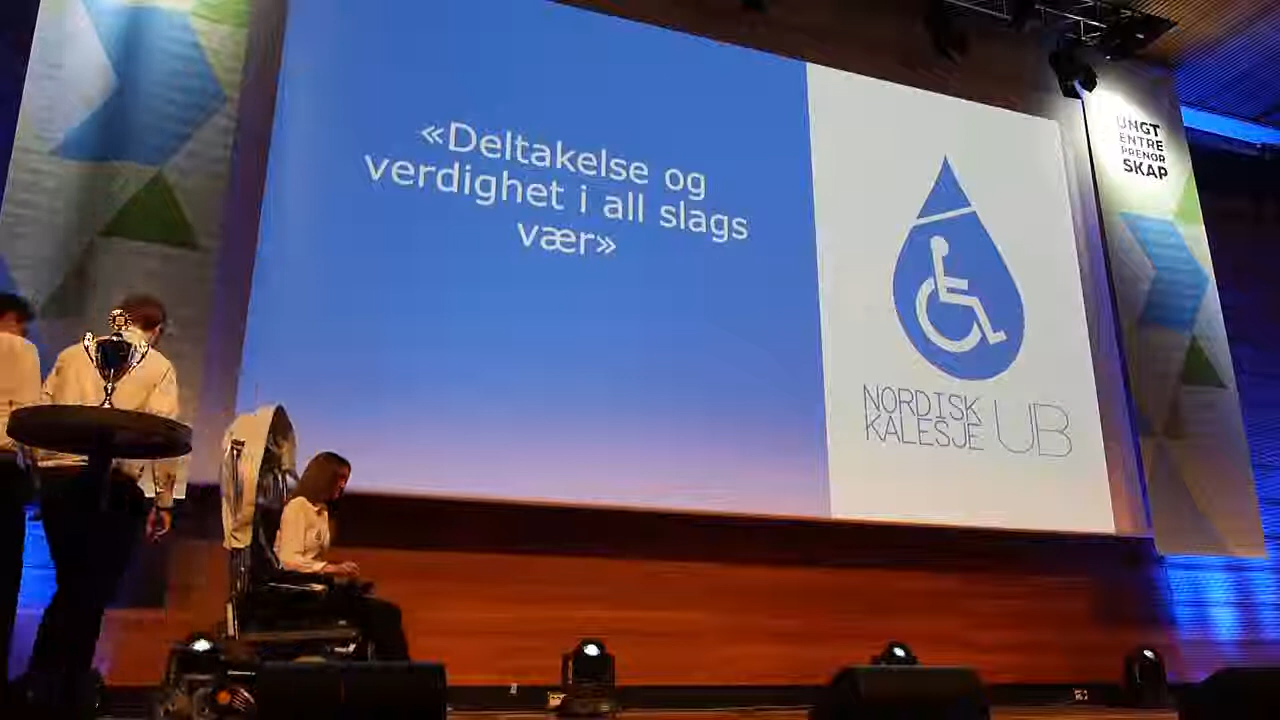 «Deltakelse og
verdighet i all slags
vær»
NORDISK
KALESJE UB
UNGT
ENTRE
PRENØR
SKAP